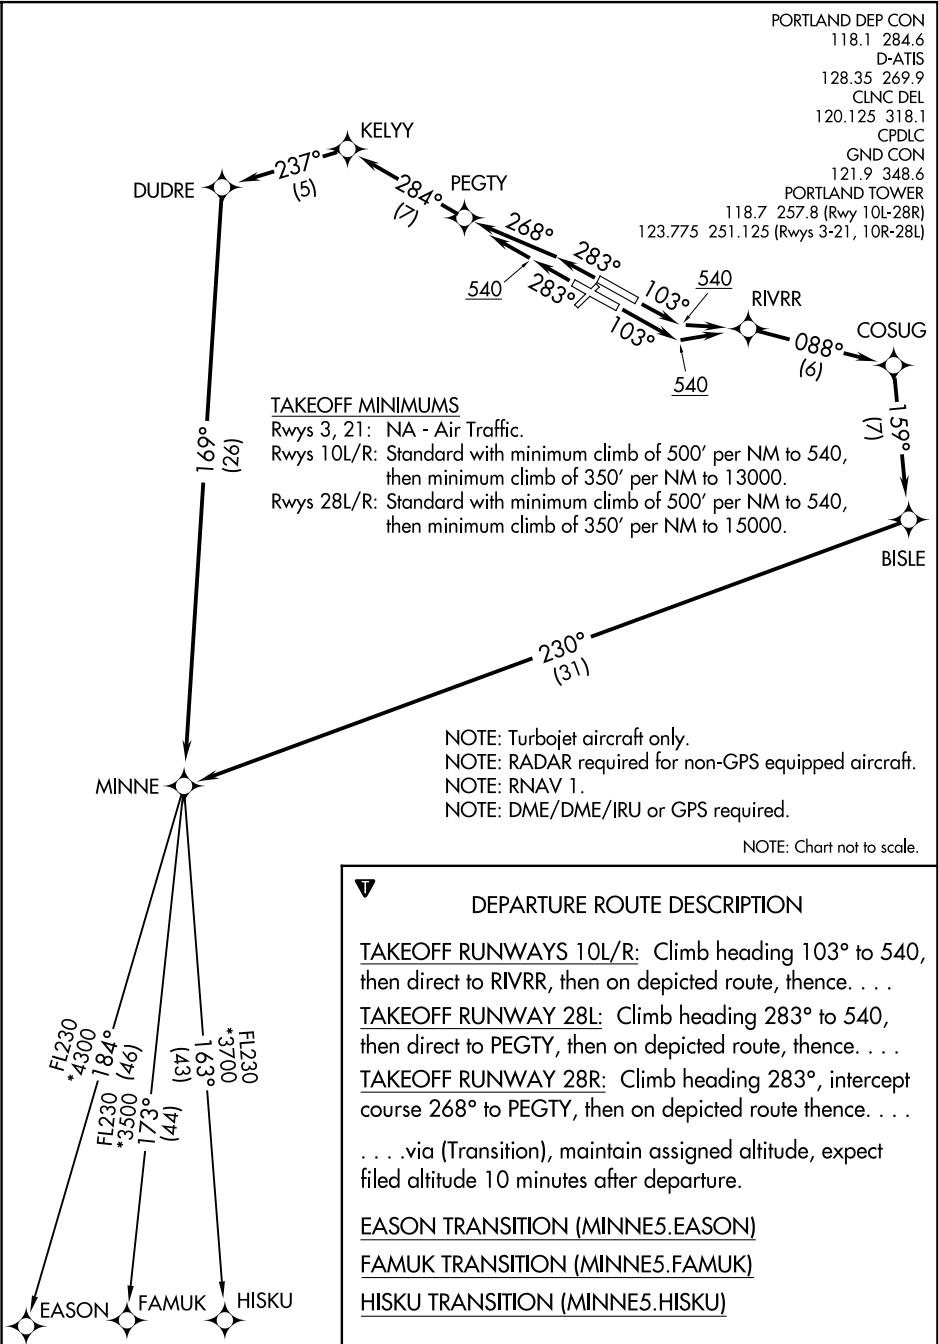 PORTLAND DEP CON
118.1 284.6
D-ATIS
128.35 269.9
CLNC DEL
120.125 318.1
CPDLC
GND CON
121.9 348.6
PORTLAND TOWER
118.7 257.8 (Rwy 10L-28R)
123.775 251.125 (Rwys 3-21, 10R-28L)
KELYY
237°
(5)
DUDRE
284°
(7)
PEGTY
268°
283°
540
283°
103°
540
103°
RIVRR
540
088°
(6)
COSUG
159°
(7)
BISLE
169°
(26)
TAKEOFF MINIMUMS
Rwys 3, 21: NA - Air Traffic.
Rwys 10L/R: Standard with minimum climb of 500' per NM to 540,
then minimum climb of 350' per NM to 13000.
Rwys 28L/R: Standard with minimum climb of 500' per NM to 540,
then minimum climb of 350' per NM to 15000.
230°
(31)
MINNE
NOTE: Turbojet aircraft only.
NOTE: RADAR required for non-GPS equipped aircraft.
NOTE: RNAV 1.
NOTE: DME/DME/IRU or GPS required.
NOTE: Chart not to scale.
FL230
*4300
184°
(46)
FL230
*3500
173°
(44)
FL230
*3700
163°
(43)
EASON
FAMUK
HISKU
T
DEPARTURE ROUTE DESCRIPTION
TAKEOFF RUNWAYS 10L/R: Climb heading 103° to 540,
then direct to RIVRR, then on depicted route, thence. . . .
TAKEOFF RUNWAY 28L: Climb heading 283° to 540,
then direct to PEGTY, then on depicted route, thence. . . .
TAKEOFF RUNWAY 28R: Climb heading 283°, intercept
course 268° to PEGTY, then on depicted route thence. . . .
. . . .via (Transition), maintain assigned altitude, expect
filed altitude 10 minutes after departure.
EASON TRANSITION (MINNE5.EASON)
FAMUK TRANSITION (MINNE5.FAMUK)
HISKU TRANSITION (MINNE5.HISKU)